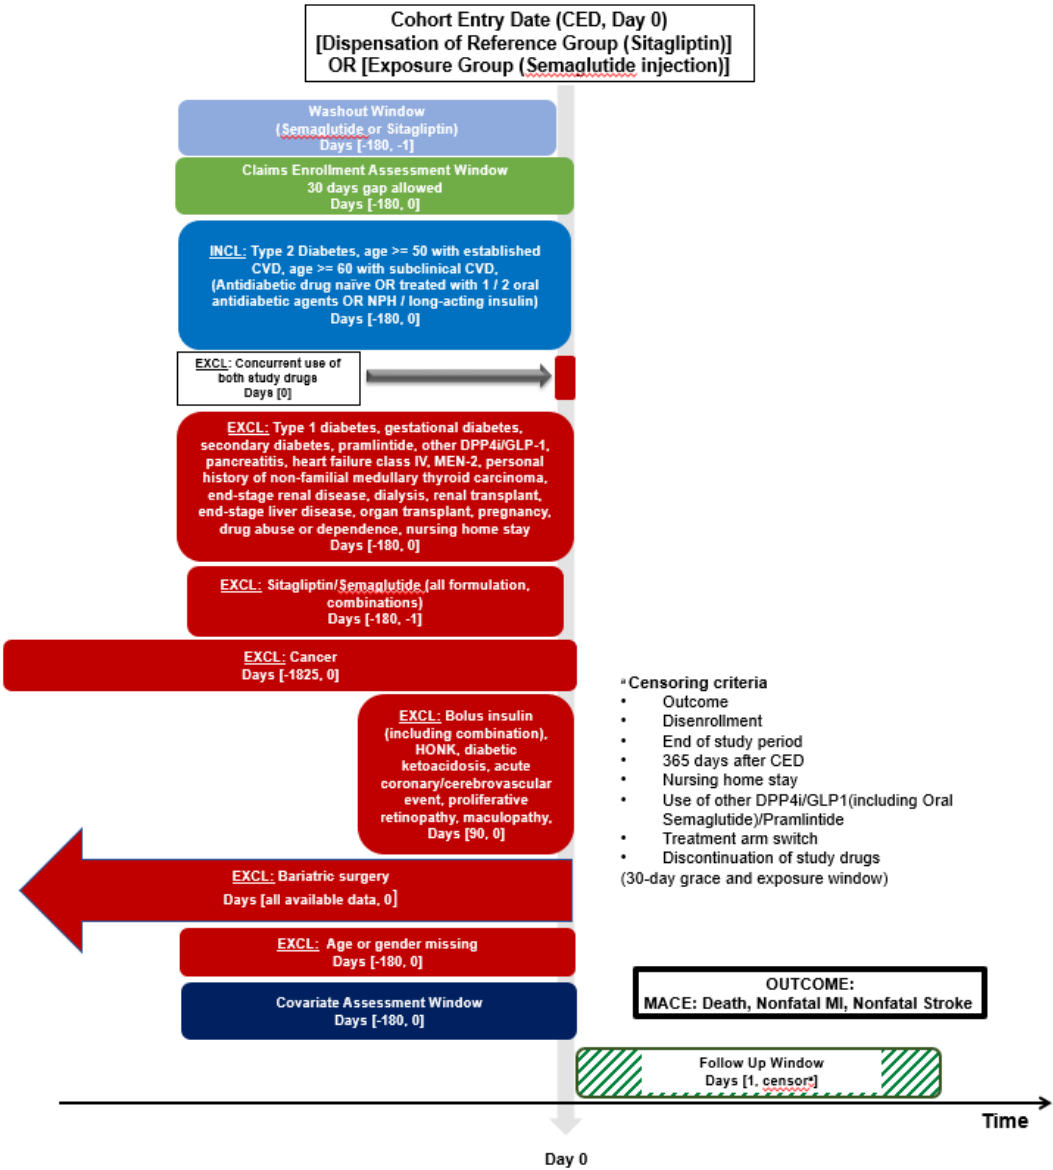 Cohort Entry Date (CED, Day 0)
[Dispensation of Reference Group (Sitagliptin)]
OR [Exposure Group (Semaglutide injection)]
Washout Window
(Semaglutide or Sitagliptin)
Days [-180, -1]
Claims Enrollment Assessment Window
30 days gap allowed
Days [-180, 0]
INCL: Type 2 Diabetes, age >= 50 with established
CVD, age >= 60 with subclinical CVD,
(Antidiabetic drug naïve OR treated with 1 / 2 oral
antidiabetic agents OR NPH / long-acting insulin)
Days [-180, 0]
EXCL: Concurrent use of
both study drugs
Days [0]
EXCL: Type 1 diabetes, gestational diabetes,
secondary diabetes, pramlintide, other DPP4i/GLP-1,
pancreatitis, heart failure class IV, MEN-2, personal
history of non-familial medullary thyroid carcinoma,
end-stage renal disease, dialysis, renal transplant,
end-stage liver disease, organ transplant, pregnancy,
drug abuse or dependence, nursing home stay
Days [-180, 0]
EXCL: Sitagliptin/Semaglutide (all formulation,
combinations)
Days [-180, -1]
EXCL: Cancer
Days [-1825, 0]
EXCL: Bolus insulin
(including combination),
HONK, diabetic
ketoacidosis, acute
coronary/cerebrovascular
event, proliferative
retinopathy, maculopathy,
Days [90, 0]
EXCL: Bariatric surgery
Days [all available data, 0]
EXCL: Age or gender missing
Days [-180, 0]
Covariate Assessment Window
Days [-180, 0]
ᵃ Censoring criteria
• Outcome
• Disenrollment
• End of study period
• 365 days after CED
• Nursing home stay
• Use of other DPP4i/GLP1(including Oral
Semaglutide)/Pramlintide
• Treatment arm switch
• Discontinuation of study drugs
(30-day grace and exposure window)
OUTCOME:
MACE: Death, Nonfatal MI, Nonfatal Stroke
Follow Up Window
Days [1, censorᵃ]
Time
Day 0